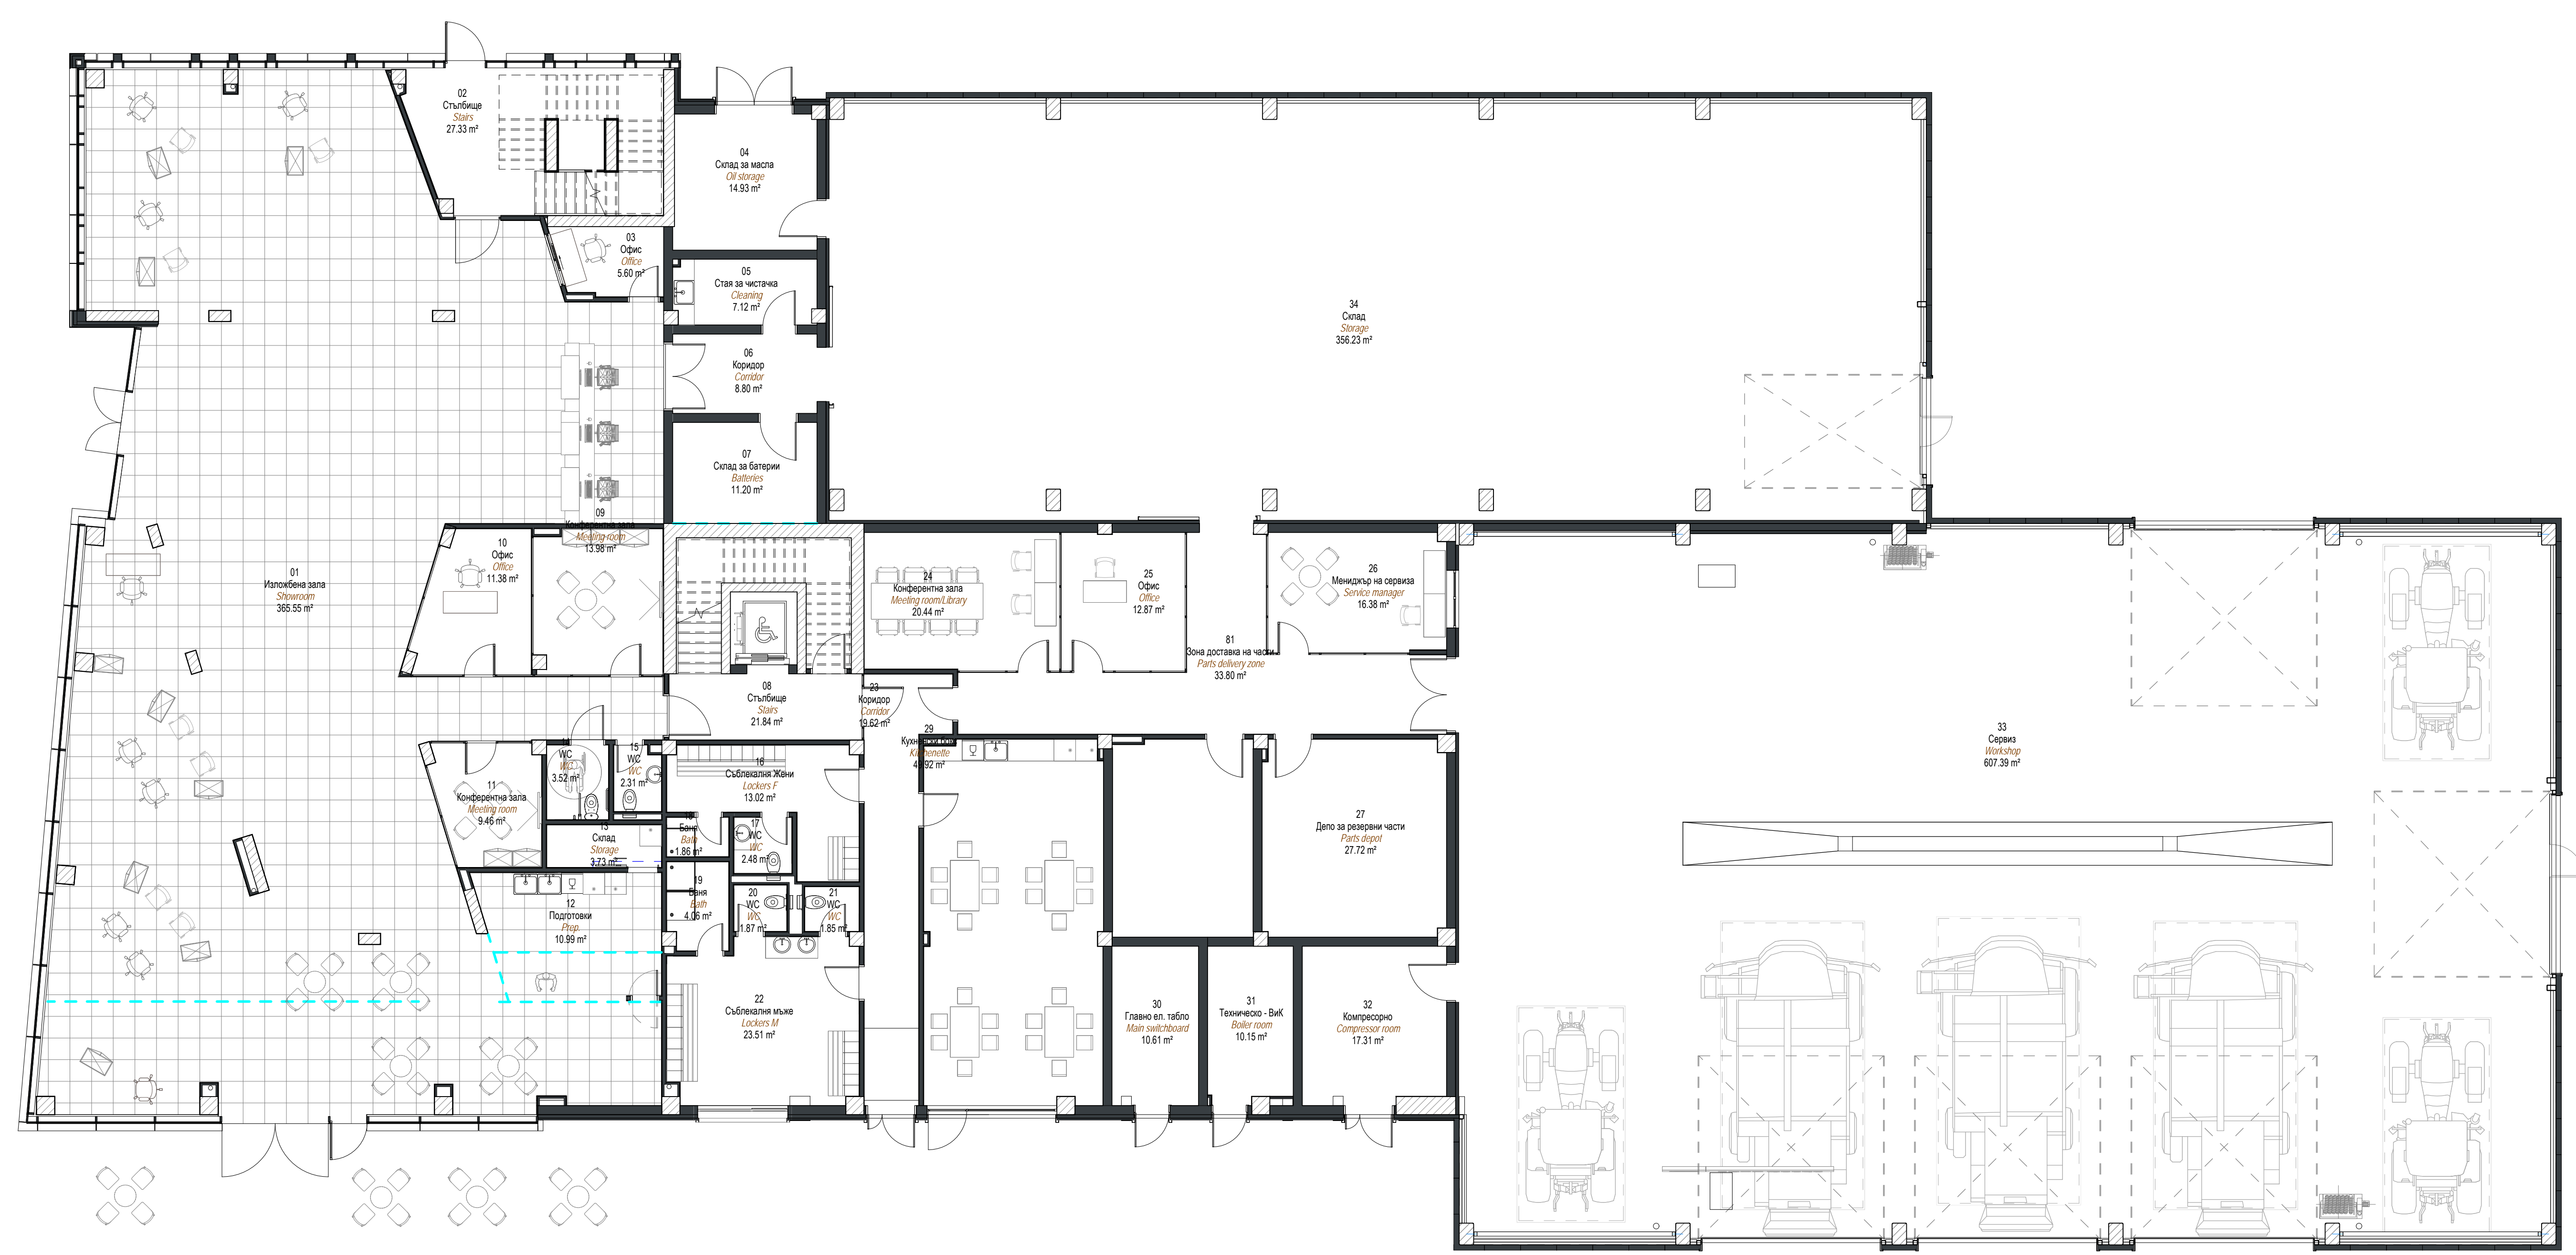 01
Изложбена зала
Showroom
365.55 m²
02
Стълбище
Stairs
27.33 m²
03
Офис
Office
5.60 m²
04
Склад за масла
Oil storage
14.93 m²
05
Стая за чистачка
Cleaning
7.12 m²
06
Коридор
Corridor
8.80 m²
07
Склад за батерии
Batteries
11.20 m²
08
Стълбище
Stairs
21.84 m²
09
Конферентна зала
Meeting room
13.98 m²
10
Офис
Office
11.38 m²
11
Конферентна зала
Meeting room
9.46 m²
12
Подготовки
Prep.
10.99 m²
13
Склад
Storage
3.73 m²
14
WC
WC
3.52 m²
15
WC
WC
2.31 m²
16
Съблекалня Жени
Lockers F
13.02 m²
17
WC
WC
2.48 m²
18
Баня
Bath
1.86 m²
19
Баня
Bath
4.06 m²
20
WC
WC
1.87 m²
21
WC
WC
1.85 m²
22
Съблекалня мъже
Lockers M
23.51 m²
23
Коридор
Corridor
19.62 m²
24
Конферентна зала
Meeting room/Library
20.44 m²
25
Офис
Office
12.87 m²
26
Мениджър на сервиза
Service manager
16.38 m²
81
Зона доставка на части
Parts delivery zone
33.80 m²
27
Депо за резервни части
Parts depot
27.72 m²
29
Кухненски бокс
Kitchenette
30
Главно ел. табло
Main switchboard
10.61 m²
31
Техническо - ВиК
Boiler room
10.15 m²
32
Компресорно
Compressor room
17.31 m²
33
Сервиз
Workshop
607.39 m²
34
Склад
Storage
356.23 m²